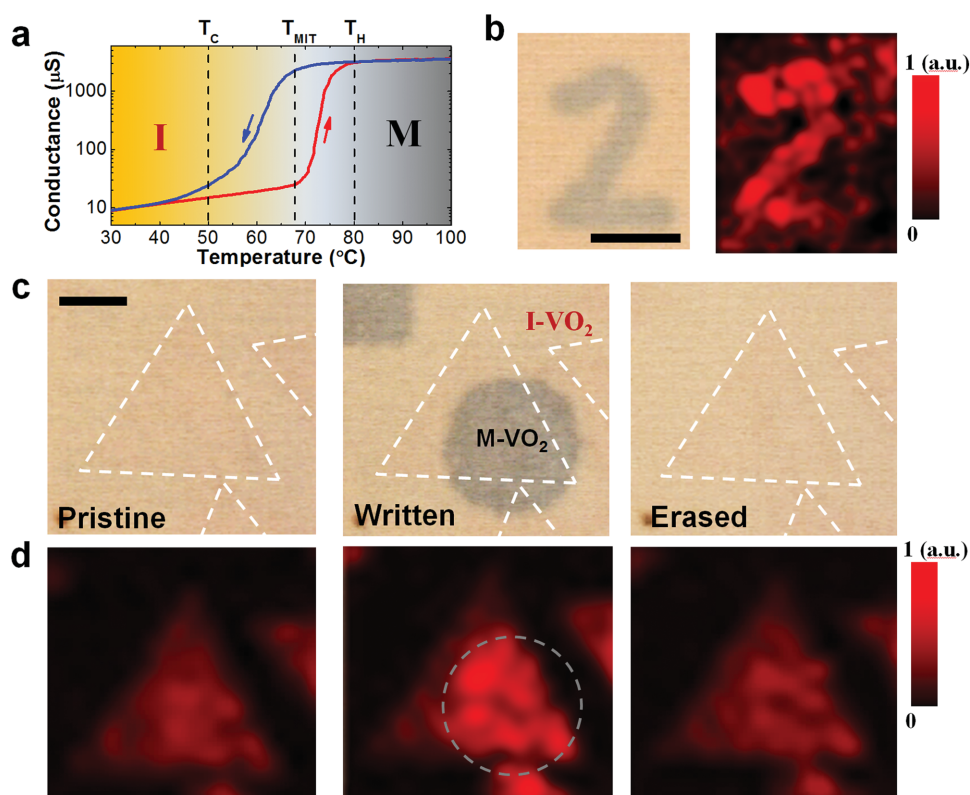 a
T_C T_MIT T_H
Conductance (µS)
1000
100
10
I
M
30 40 50 60 70 80 90 100
Temperature (°C)
b
2
1 (a.u.)
0
c
Pristine
I-VO₂
M-VO₂
Written
Erased
d
1 (a.u.)
0